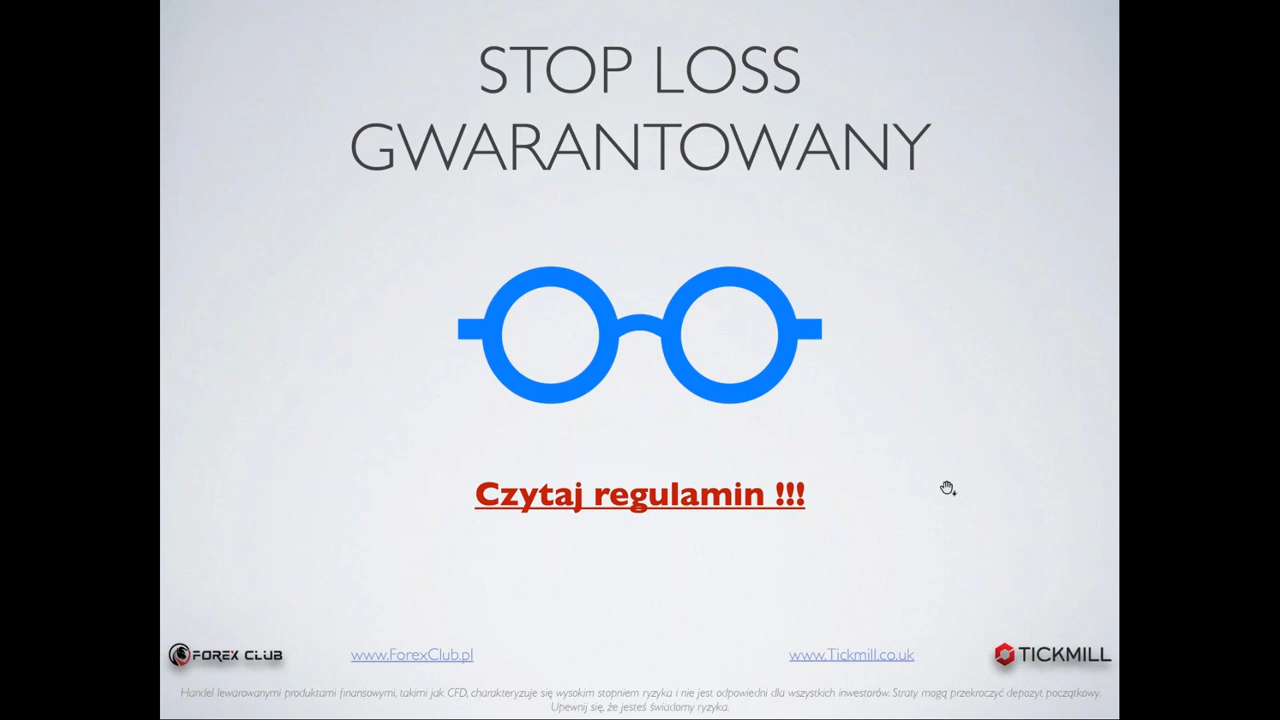 STOP LOSS
GWARANTOWANY
Czytaj regulamin !!!
FOREX CLUB
www.ForexClub.pl
www.Tickmill.co.uk
TICKMILL
Handel lewarowanymi produktami finansowymi, takimi jak CFD, charakteryzuje się wysokim stopniem ryzyka i nie jest odpowiedni dla wszystkich inwestorów. Straty mogą przekroczyć depozyt początkowy.
Upewnij się, że jesteś świadomy ryzyka.